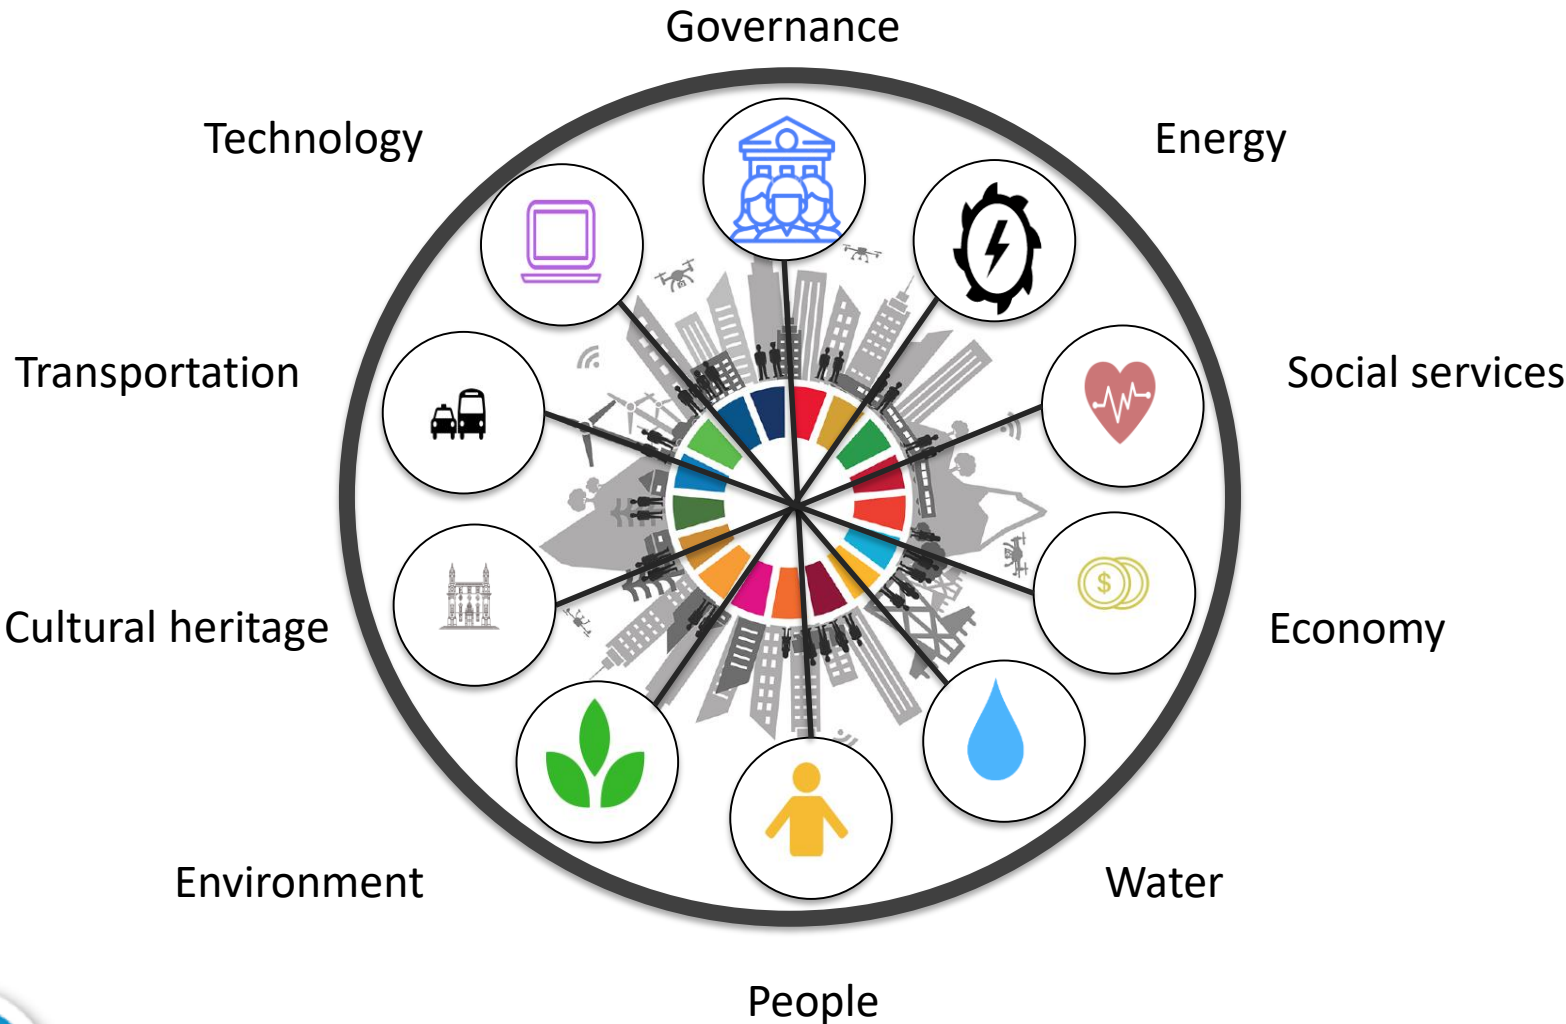 Governance
Technology
Energy
Transportation
Social services
$
Cultural heritage
Economy
Environment
Water
People